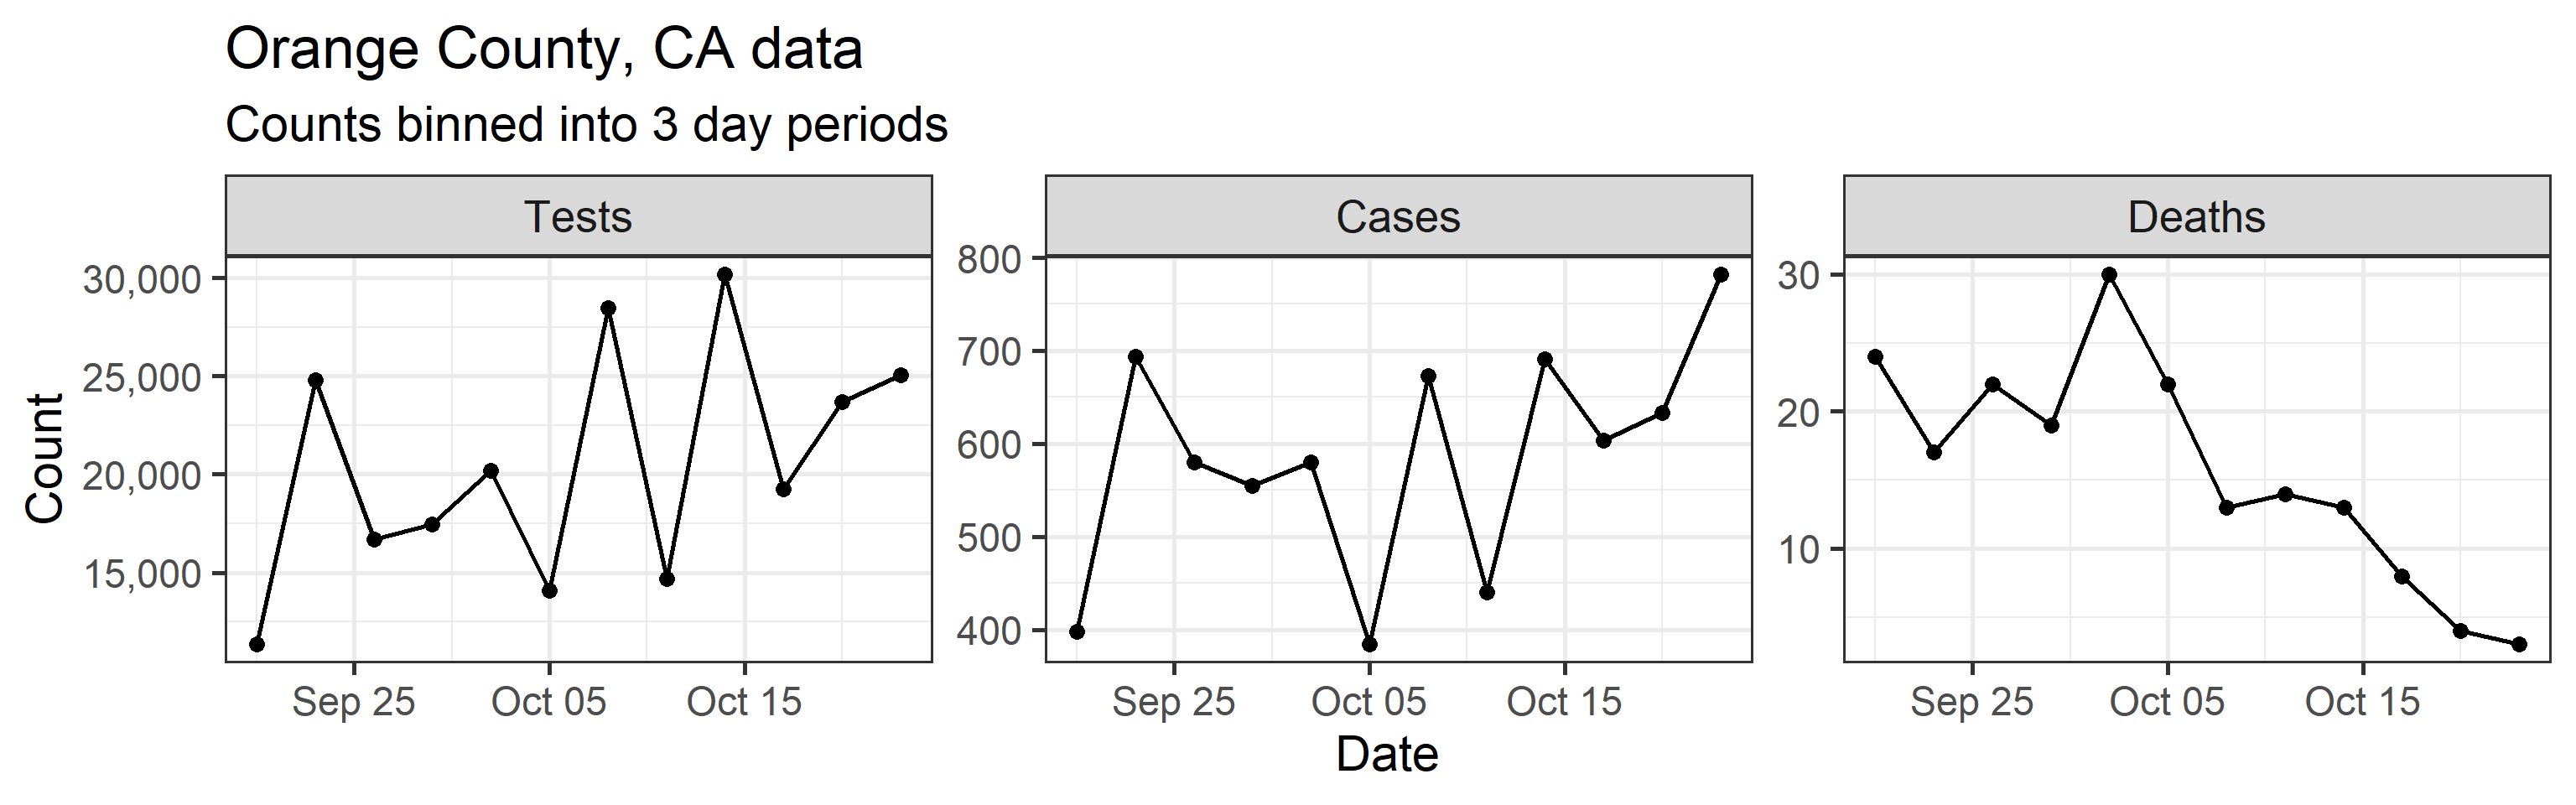 Orange County, CA data
Counts binned into 3 day periods
Tests
Cases
Deaths
Count
30,000
25,000
20,000
15,000
800
700
600
500
400
30
20
10
Sep 25
Oct 05
Oct 15
Sep 25
Oct 05
Oct 15
Sep 25
Oct 05
Oct 15
Date